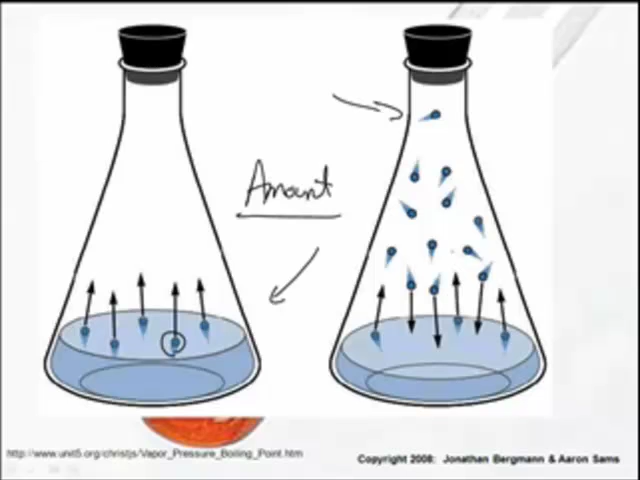 Amount
http://www.unit5.org/christjs/Vapor_Pressure_Boiling_Point.htm
Copyright 2008: Jonathan Bergmann & Aaron Sams